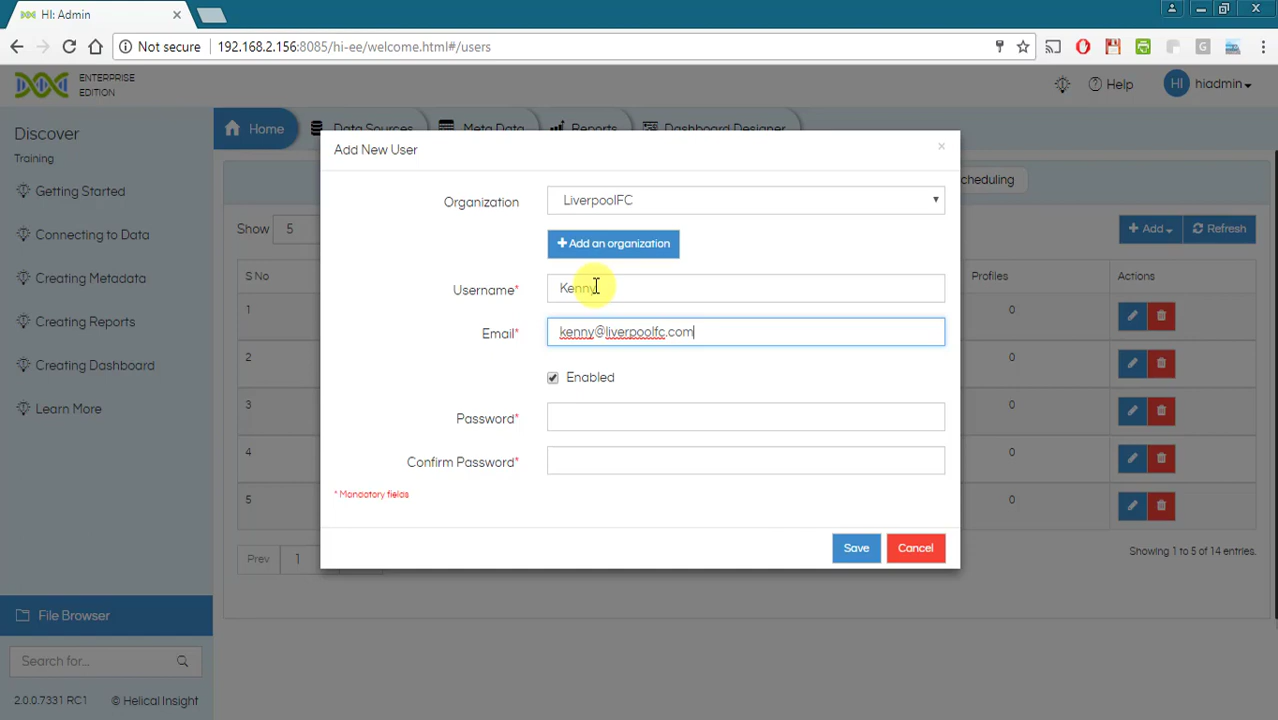 HI: Admin
Not secure 192.168.2.156:8085/hi-ee/welcome.html#/users
ENTERPRISE
EDITION
Help
HI hiadmin
Discover
Training
Getting Started
Connecting to Data
Creating Metadata
Creating Reports
Creating Dashboard
Learn More
File Browser
Search for...
2.0.0.7331 RC1 © Helical Insight
Home Data Sources Meta Data Reports Dashboard Designer
cheduling
Show 5
+ Add Refresh
S No Profiles Actions
1 0
2 0
3 0
4 0
5 0
Prev 1
Showing 1 to 5 of 14 entries.
Add New User ×
Organization LiverpoolFC
+ Add an organization
Username* Kenny
Email* kenny@liverpoolfc.com
Enabled
Password*
Confirm Password*
* Mandatory fields
Save Cancel